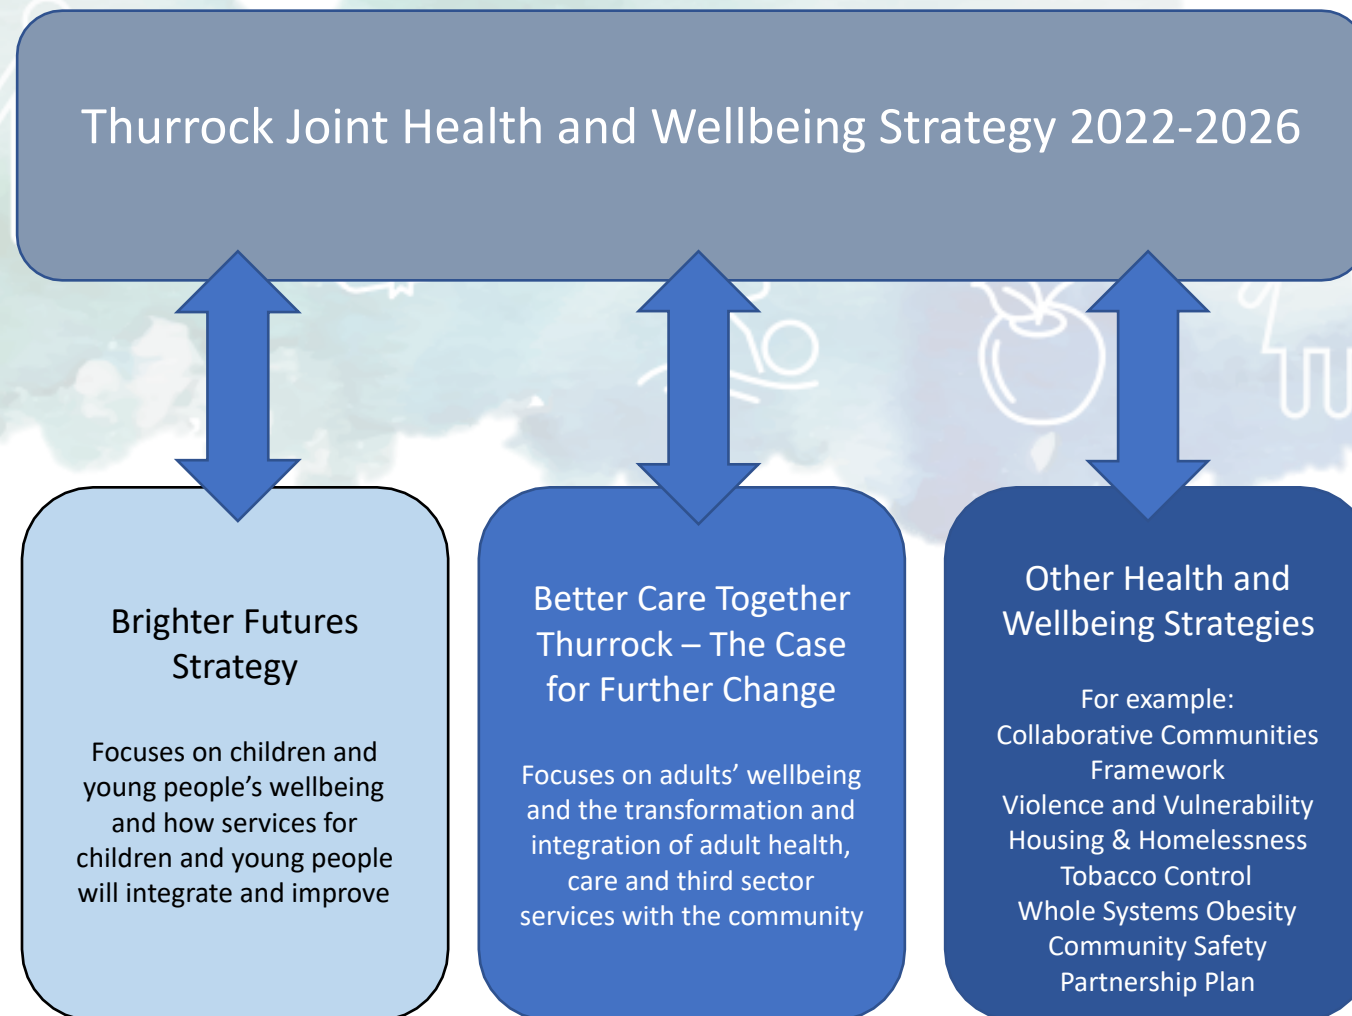 Thurrock Joint Health and Wellbeing Strategy 2022-2026
Brighter Futures
Strategy
Focuses on children and
young people’s wellbeing
and how services for
children and young people
will integrate and improve
Better Care Together
Thurrock – The Case
for Further Change
Focuses on adults’ wellbeing
and the transformation and
integration of adult health,
care and third sector
services with the community
Other Health and
Wellbeing Strategies
For example:
Collaborative Communities
Framework
Violence and Vulnerability
Housing & Homelessness
Tobacco Control
Whole Systems Obesity
Community Safety
Partnership Plan